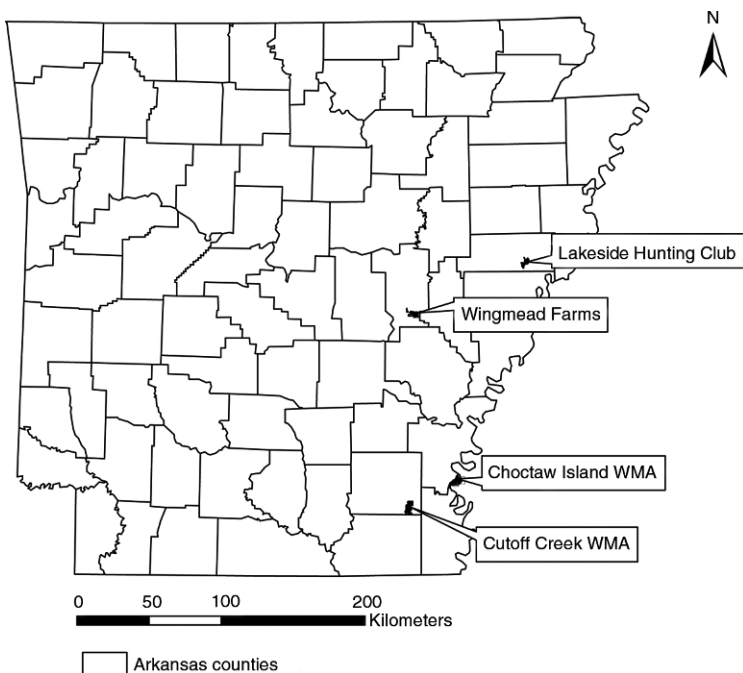 N
Lakeside Hunting Club
Wingmead Farms
Choctaw Island WMA
Cutoff Creek WMA
0 50 100 200
Kilometers
Arkansas counties